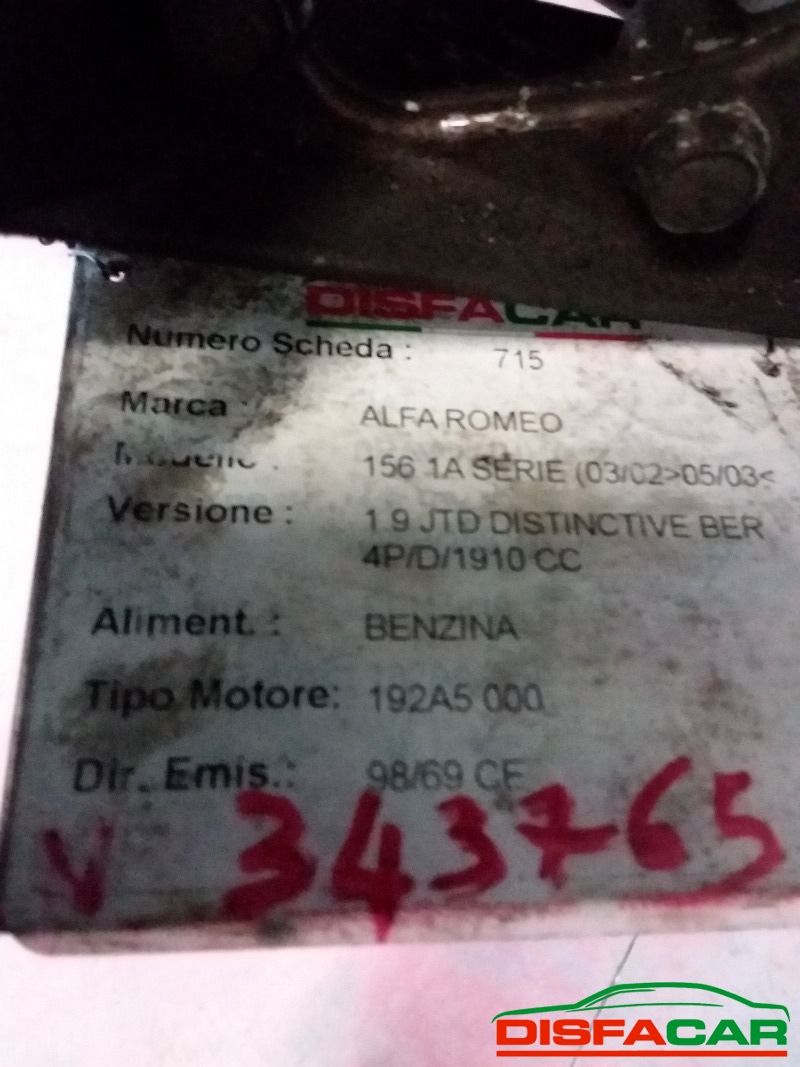 DISFACAR
Numero Scheda : 715
Marca : ALFA ROMEO
Modello : 156 1A SERIE (03/02>05/03<
Versione : 1.9 JTD DISTINCTIVE BER
4P/D/1910 CC
Aliment. : BENZINA
Tipo Motore: 192A5 000
Dir. Emis.: 98/69 CE
V 343765
DISFACAR